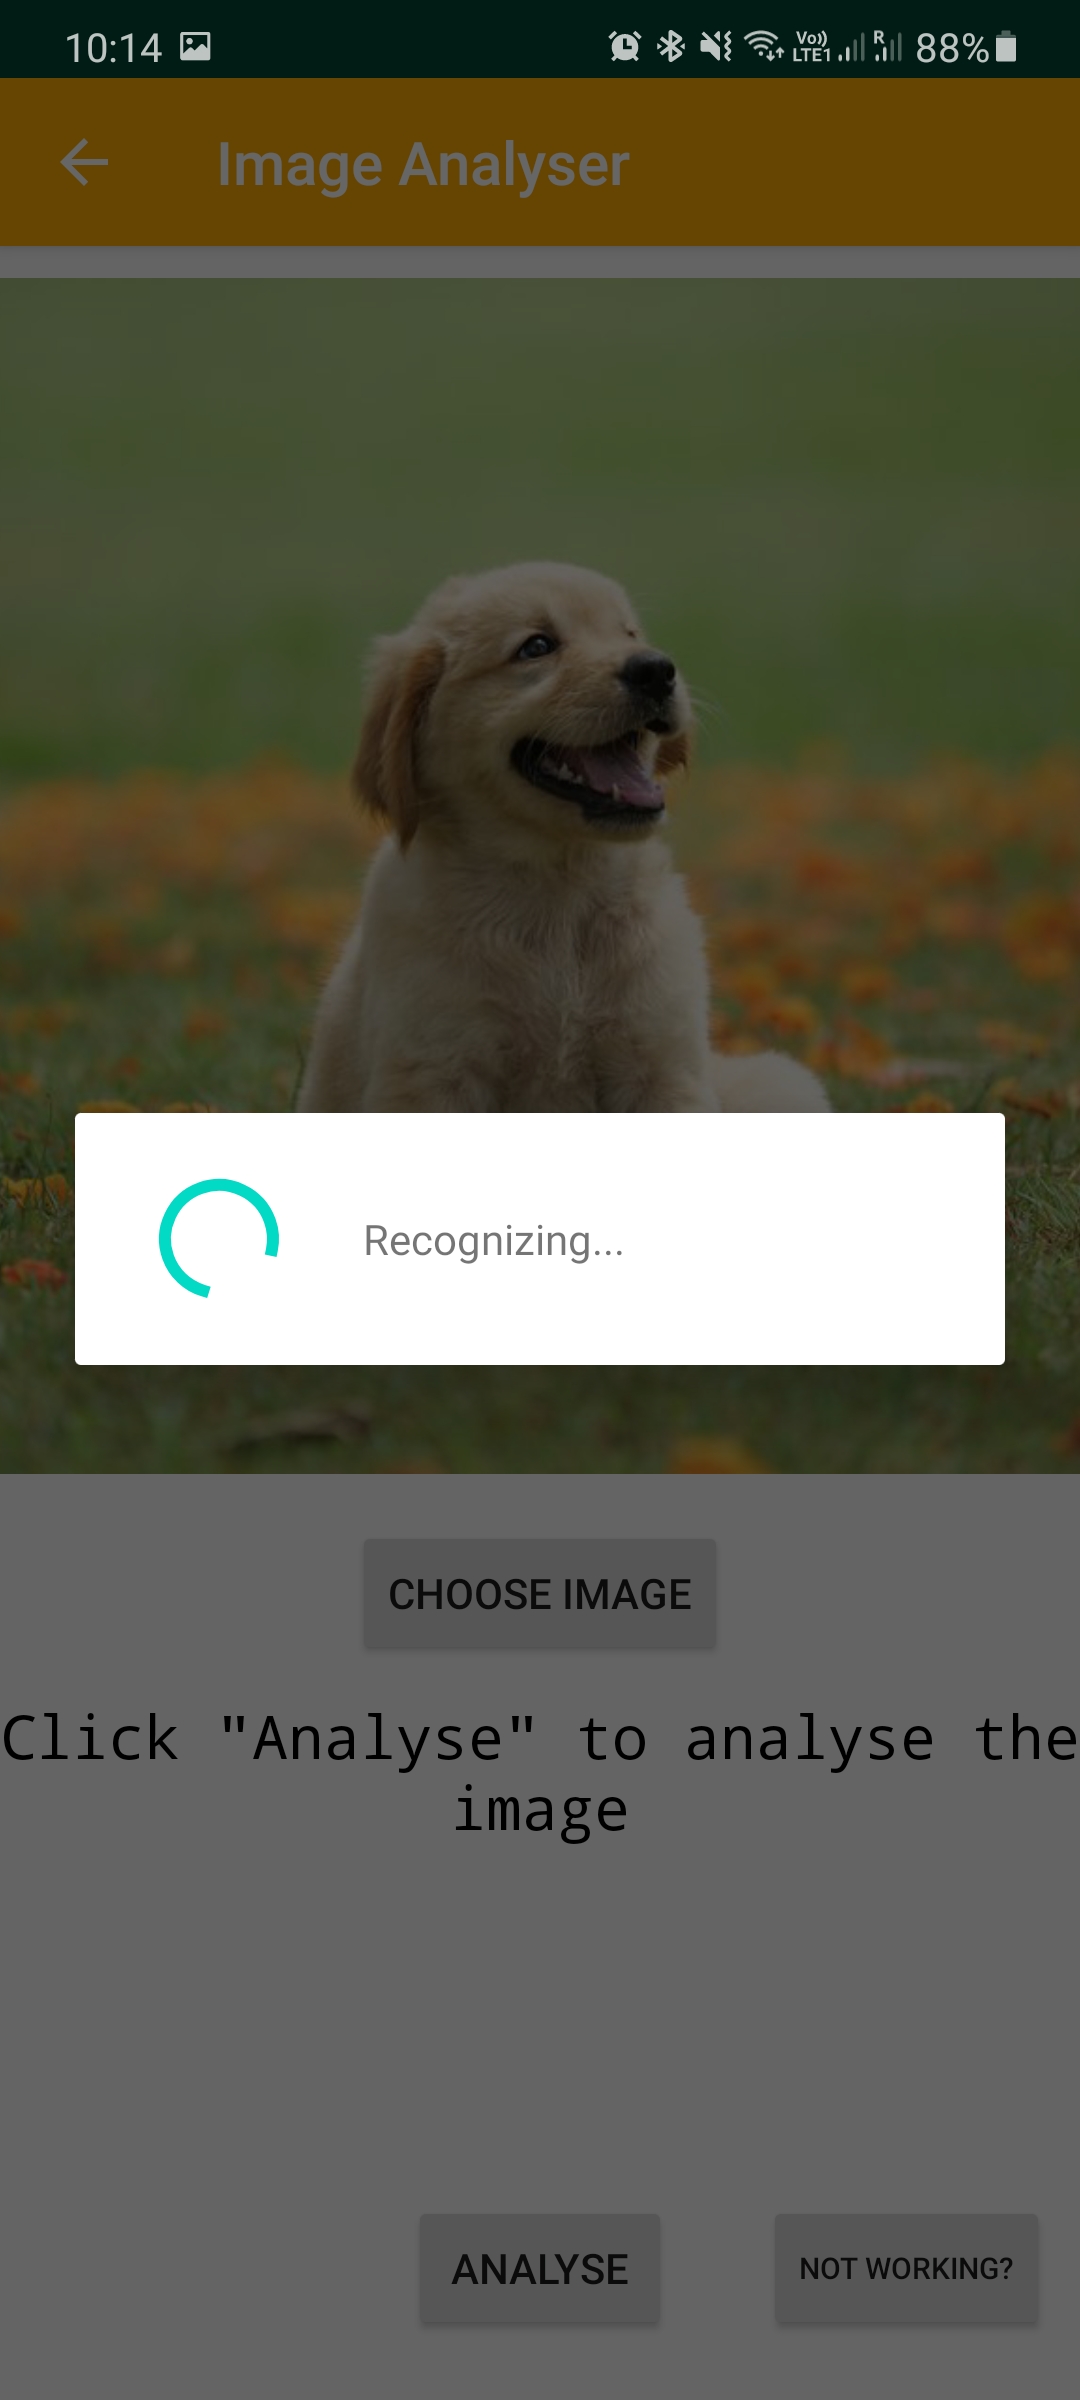 10:14 Vo)) LTE1 R 88%
Image Analyser
Recognizing...
CHOOSE IMAGE
Click "Analyse" to analyse the
image
ANALYSE NOT WORKING?